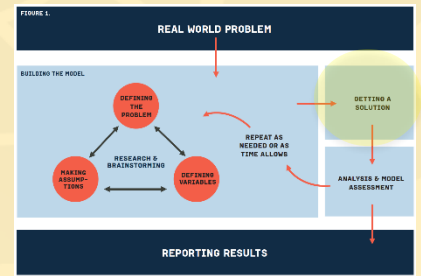 FIGURE 1.
REAL WORLD PROBLEM
BUILDING THE MODEL
DEFINING
THE
PROBLEM
GETTING A
SOLUTION
REPEAT AS
NEEDED OR AS
TIME ALLOWS
RESEARCH &
BRAINSTORMING
MAKING
ASSUMP-
TIONS
DEFINING
VARIABLES
ANALYSIS & MODEL
ASSESSMENT
REPORTING RESULTS